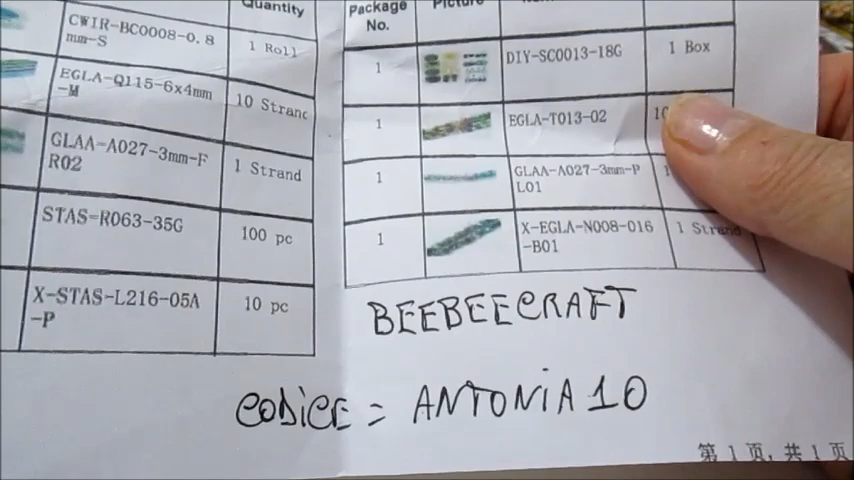 Quantity
CWIR-BC0008-0.8
mm-S
1 Roll
EGLA-Q115-6x4mm
-M
10 Strand
GLAA-A027-3mm-F
R02
1 Strand
STAS-R063-35G
100 pc
X-STAS-L216-05A
-P
10 pc
Package
No.
Picture
1
DIY-SC0013-18G
1 Box
1
EGLA-T013-02
10
1
GLAA-A027-3mm-P
L01
1
1
X-EGLA-N008-016
-B01
1 Strand
BEEBEECRAFT
CODICE = ANTONIA10
第 1 页, 共 1 页